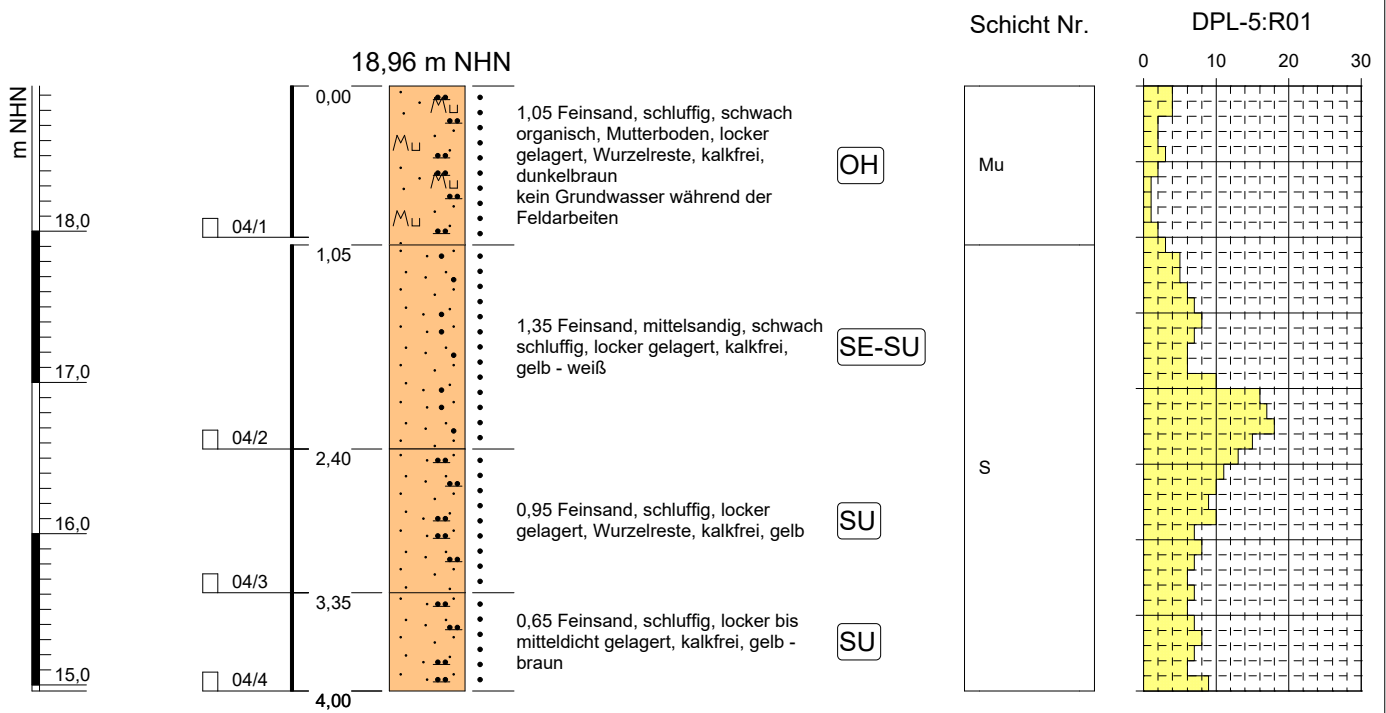 Schicht Nr.
DPL-5:R01
18,96 m NHN
0 10 20 30
m NHN
0,00
1,05 Feinsand, schluffig, schwach
organisch, Mutterboden, locker
gelagert, Wurzelreste, kalkfrei,
dunkelbraun
kein Grundwasser während der
Feldarbeiten
OH
Mu
Mu
Mu
Mu
Mu
18,0
04/1
1,05
1,35 Feinsand, mittelsandig, schwach
schluffig, locker gelagert, kalkfrei,
gelb - weiß
SE-SU
17,0
04/2
2,40
S
0,95 Feinsand, schluffig, locker
gelagert, Wurzelreste, kalkfrei, gelb
SU
16,0
04/3
3,35
0,65 Feinsand, schluffig, locker bis
mitteldicht gelagert, kalkfrei, gelb -
braun
SU
15,0
04/4
4,00